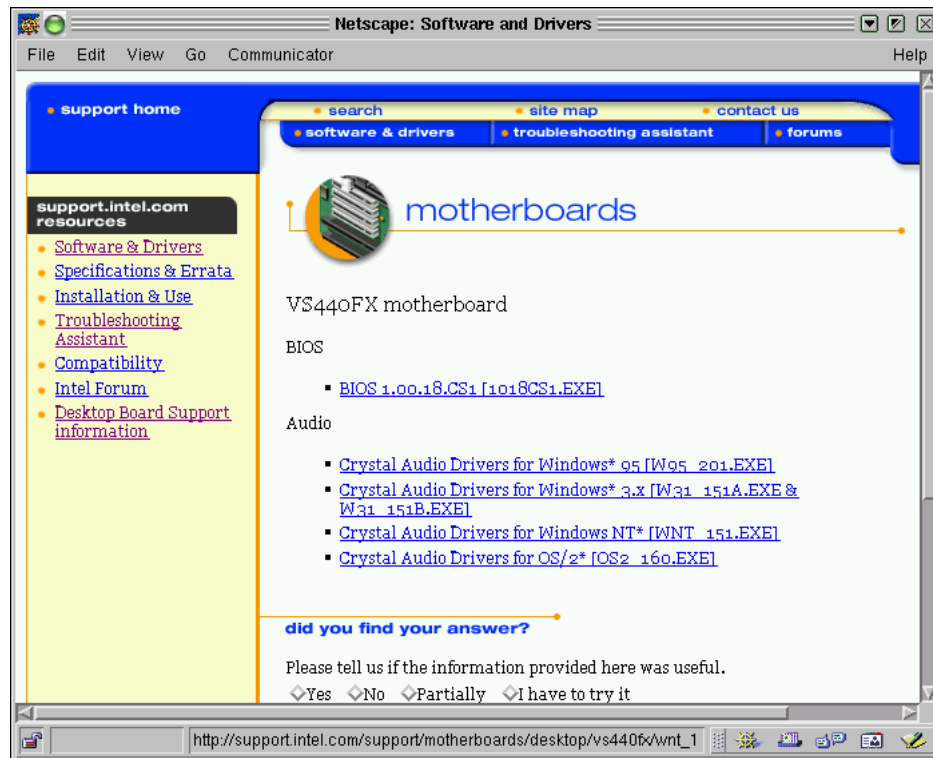 Netscape: Software and Drivers
File Edit View Go Communicator Help
support home
search site map contact us
software & drivers troubleshooting assistant forums
support.intel.com
resources
Software & Drivers
Specifications & Errata
Installation & Use
Troubleshooting
Assistant
Compatibility
Intel Forum
Desktop Board Support
information
motherboards
VS440FX motherboard
BIOS
BIOS 1.00.18.CS1 [1018CS1.EXE]
Audio
Crystal Audio Drivers for Windows* 95 [W95_201.EXE]
Crystal Audio Drivers for Windows* 3.x [W31_151A.EXE &
W31_151B.EXE]
Crystal Audio Drivers for Windows NT* [WNT_151.EXE]
Crystal Audio Drivers for OS/2* [OS2_160.EXE]
did you find your answer?
Please tell us if the information provided here was useful.
Yes No Partially I have to try it
http://support.intel.com/support/motherboards/desktop/vs440fx/wnt_1